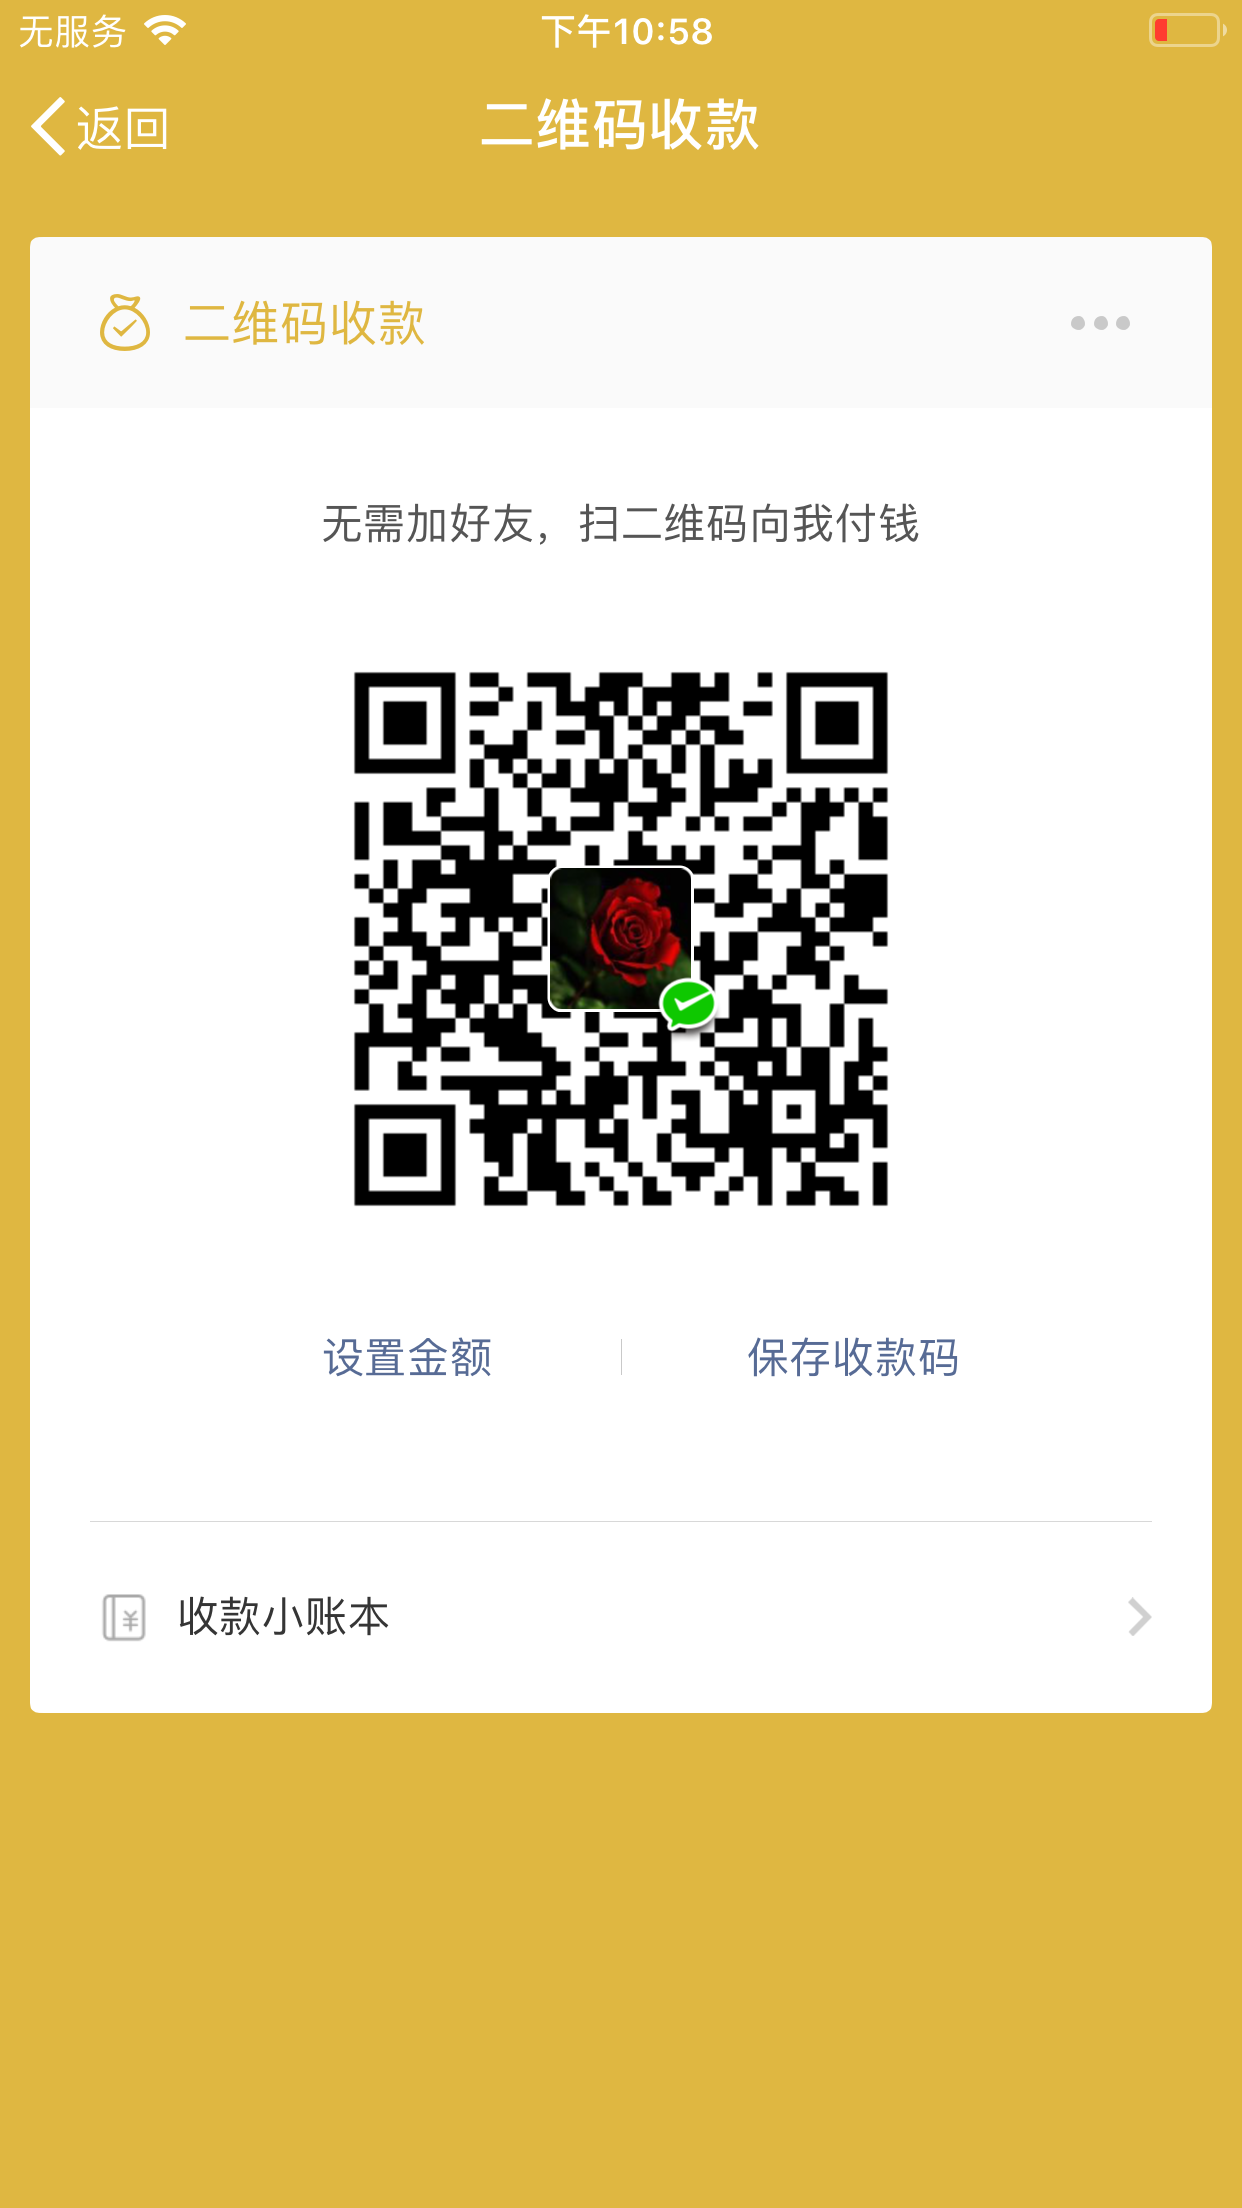 无服务 下午10:58
返回 二维码收款
二维码收款
无需加好友，扫二维码向我付钱
设置金额 保存收款码
收款小账本